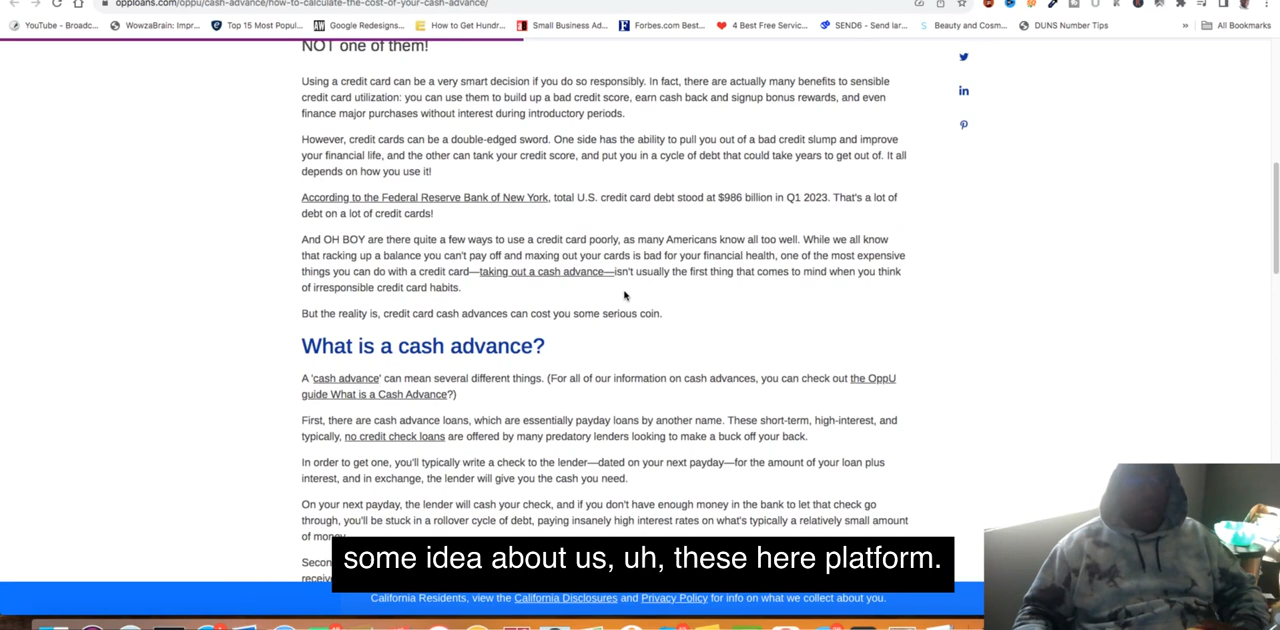 opploans.com/oppu/cash-advance/how-to-calculate-the-cost-of-your-cash-advance/
YouTube - Broadc... WowzaBrain: Impr... Top 15 Most Popul... Google Redesigns... How to Get Hundr... Small Business Ad... Forbes.com Best... 4 Best Free Servic... SEND6 - Send lar... Beauty and Cosm... DUNS Number Tips » All Bookmarks
NOT one of them!
Using a credit card can be a very smart decision if you do so responsibly. In fact, there are actually many benefits to sensible
credit card utilization: you can use them to build up a bad credit score, earn cash back and signup bonus rewards, and even
finance major purchases without interest during introductory periods.
However, credit cards can be a double-edged sword. One side has the ability to pull you out of a bad credit slump and improve
your financial life, and the other can tank your credit score, and put you in a cycle of debt that could take years to get out of. It all
depends on how you use it!
According to the Federal Reserve Bank of New York, total U.S. credit card debt stood at $986 billion in Q1 2023. That's a lot of
debt on a lot of credit cards!
And OH BOY are there quite a few ways to use a credit card poorly, as many Americans know all too well. While we all know
that racking up a balance you can't pay off and maxing out your cards is bad for your financial health, one of the most expensive
things you can do with a credit card—taking out a cash advance—isn't usually the first thing that comes to mind when you think
of irresponsible credit card habits.
But the reality is, credit card cash advances can cost you some serious coin.
What is a cash advance?
A 'cash advance' can mean several different things. (For all of our information on cash advances, you can check out the OppU
guide What is a Cash Advance?)
First, there are cash advance loans, which are essentially payday loans by another name. These short-term, high-interest, and
typically, no credit check loans are offered by many predatory lenders looking to make a buck off your back.
In order to get one, you'll typically write a check to the lender—dated on your next payday—for the amount of your loan plus
interest, and in exchange, the lender will give you the cash you need.
On your next payday, the lender will cash your check, and if you don't have enough money in the bank to let that check go
through, you'll be stuck in a rollover cycle of debt, paying insanely high interest rates on what's typically a relatively small amount
of money.
some idea about us, uh, these here platform.
California Residents, view the California Disclosures and Privacy Policy for info on what we collect about you.